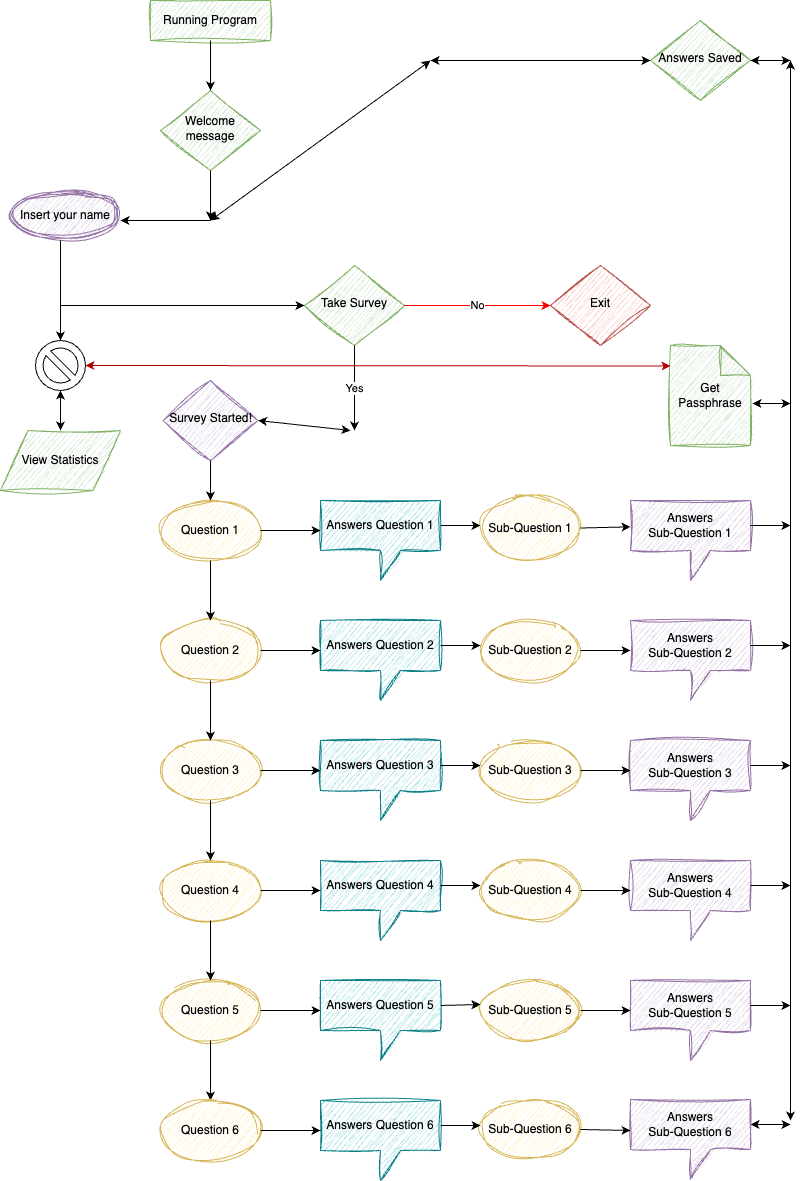 Running Program
Answers Saved
Welcome
message
Insert your name
Take Survey
No
Exit
Get
Passphrase
Yes
Survey Started!
View Statistics
Question 1
Answers Question 1
Sub-Question 1
Answers
Sub-Question 1
Question 2
Answers Question 2
Sub-Question 2
Answers
Sub-Question 2
Question 3
Answers Question 3
Sub-Question 3
Answers
Sub-Question 3
Question 4
Answers Question 4
Sub-Question 4
Answers
Sub-Question 4
Question 5
Answers Question 5
Sub-Question 5
Answers
Sub-Question 5
Question 6
Answers Question 6
Sub-Question 6
Answers
Sub-Question 6